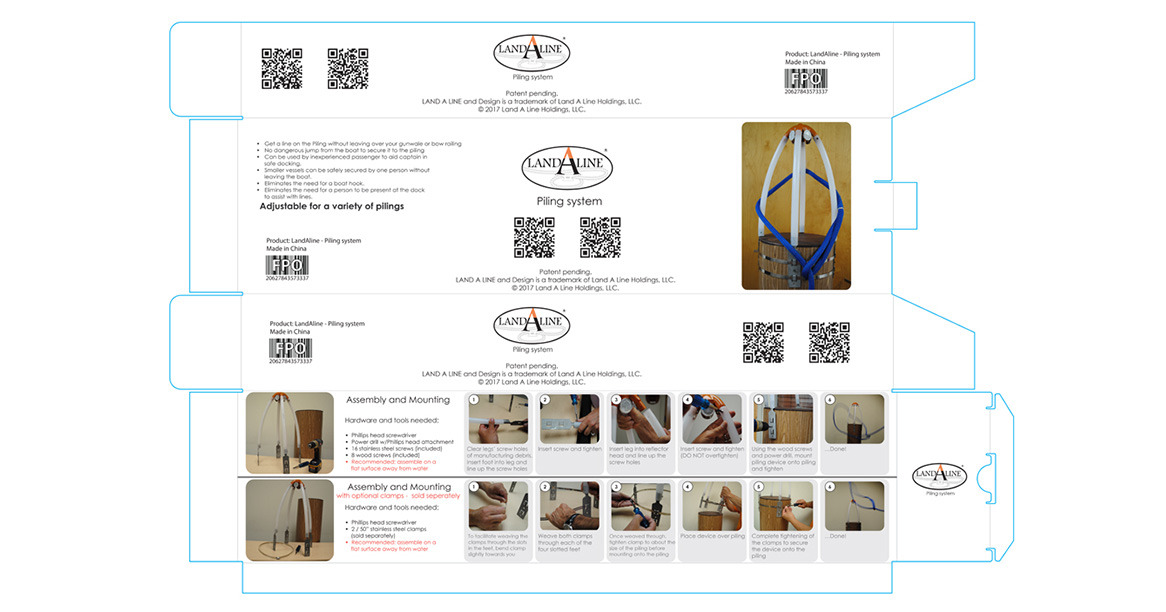 LANDALINE®
Piling system
Product: LandAline - Piling system
Made in China
FPO
20627843573337
Patent pending.
LAND A LINE and Design is a trademark of Land A Line Holdings, LLC.
© 2017 Land A Line Holdings, LLC.
• Get a line on the Piling without leaving over your gunwale or bow railing
• No dangerous jump from the boat to secure it to the piling
• Can be used by inexperienced passenger to aid captain in
safe docking.
• Smaller vessels can be safely secured by one person without
leaving the boat.
• Eliminates the need for a boat hook.
• Eliminates the need for a person to be present at the dock
to assist with lines.
Adjustable for a variety of pilings
LANDALINE®
Piling system
Product: LandAline - Piling system
Made in China
FPO
20627843573337
Patent pending.
LAND A LINE and Design is a trademark of Land A Line Holdings, LLC.
© 2017 Land A Line Holdings, LLC.
Product: LandAline - Piling system
Made in China
FPO
20627843573337
LANDALINE®
Piling system
Patent pending.
LAND A LINE and Design is a trademark of Land A Line Holdings, LLC.
© 2017 Land A Line Holdings, LLC.
Assembly and Mounting
Hardware and tools needed:
• Phillips head screwdriver
• Power drill w/Phillips head attachment
• 16 stainless steel screws (included)
• 8 wood screws (included)
• Recommended: assemble on a
flat surface away from water
1
Clear legs' screw holes
of manufacturing debris,
insert foot into leg and
line up the screw holes
2
Insert screw and tighten
3
Insert leg into reflector
head and line up the
screw holes
4
Insert screw and tighten
(DO NOT overtighten)
5
Using the wood screws
and power drill, mount
piling device onto piling
and tighten
6
...Done!
Assembly and Mounting
with optional clamps - sold seperately
Hardware and tools needed:
• Phillips head screwdriver
• 2 / 50" stainless steel clamps
(sold separately)
• Recommended: assemble on a
flat surface away from water
1
To facilitate weaving the
clamps through the slots
in the feet, bend clamp
slightly towards you
2
Weave both clamps
through each of the
four slotted feet
3
Once weaved through,
tighten clamp to about the
size of the piling before
mounting onto the piling
4
Place device over piling
5
Complete tightening of
the clamps to secure
the device onto the
piling
6
...Done!
LANDALINE
Piling system